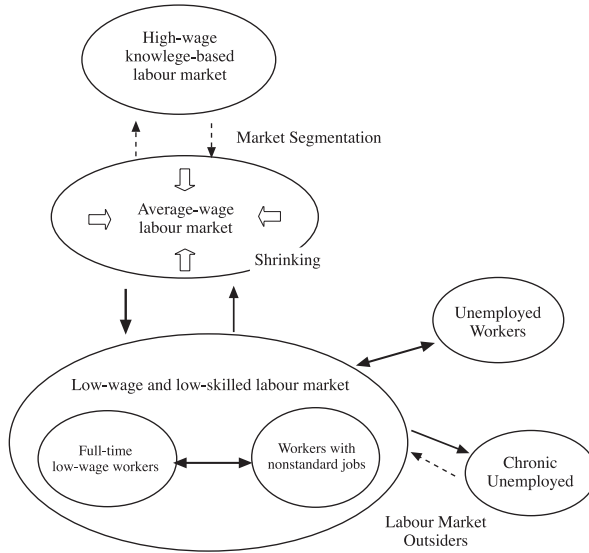 High-wage
knowlege-based
labour market
Market Segmentation
Average-wage
labour market
Shrinking
Unemployed
Workers
Low-wage and low-skilled labour market
Full-time
low-wage workers
Workers with
nonstandard jobs
Chronic
Unemployed
Labour Market
Outsiders